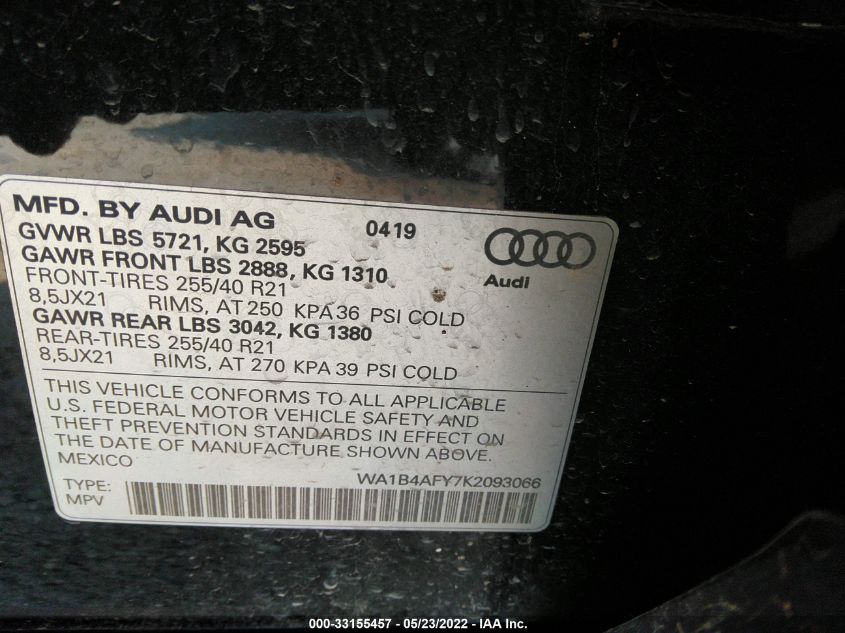 MFD. BY AUDI AG 0419
GVWR LBS 5721, KG 2595
GAWR FRONT LBS 2888, KG 1310
Audi
FRONT-TIRES 255/40 R21
8,5JX21 RIMS, AT 250 KPA 36 PSI COLD
GAWR REAR LBS 3042, KG 1380
REAR-TIRES 255/40 R21
8,5JX21 RIMS, AT 270 KPA 39 PSI COLD
THIS VEHICLE CONFORMS TO ALL APPLICABLE
U.S. FEDERAL MOTOR VEHICLE SAFETY AND
THEFT PREVENTION STANDARDS IN EFFECT ON
THE DATE OF MANUFACTURE SHOWN ABOVE.
MEXICO
WA1B4AFY7K2093066
TYPE:
MPV
000-33155457 - 05/23/2022 - IAA Inc.